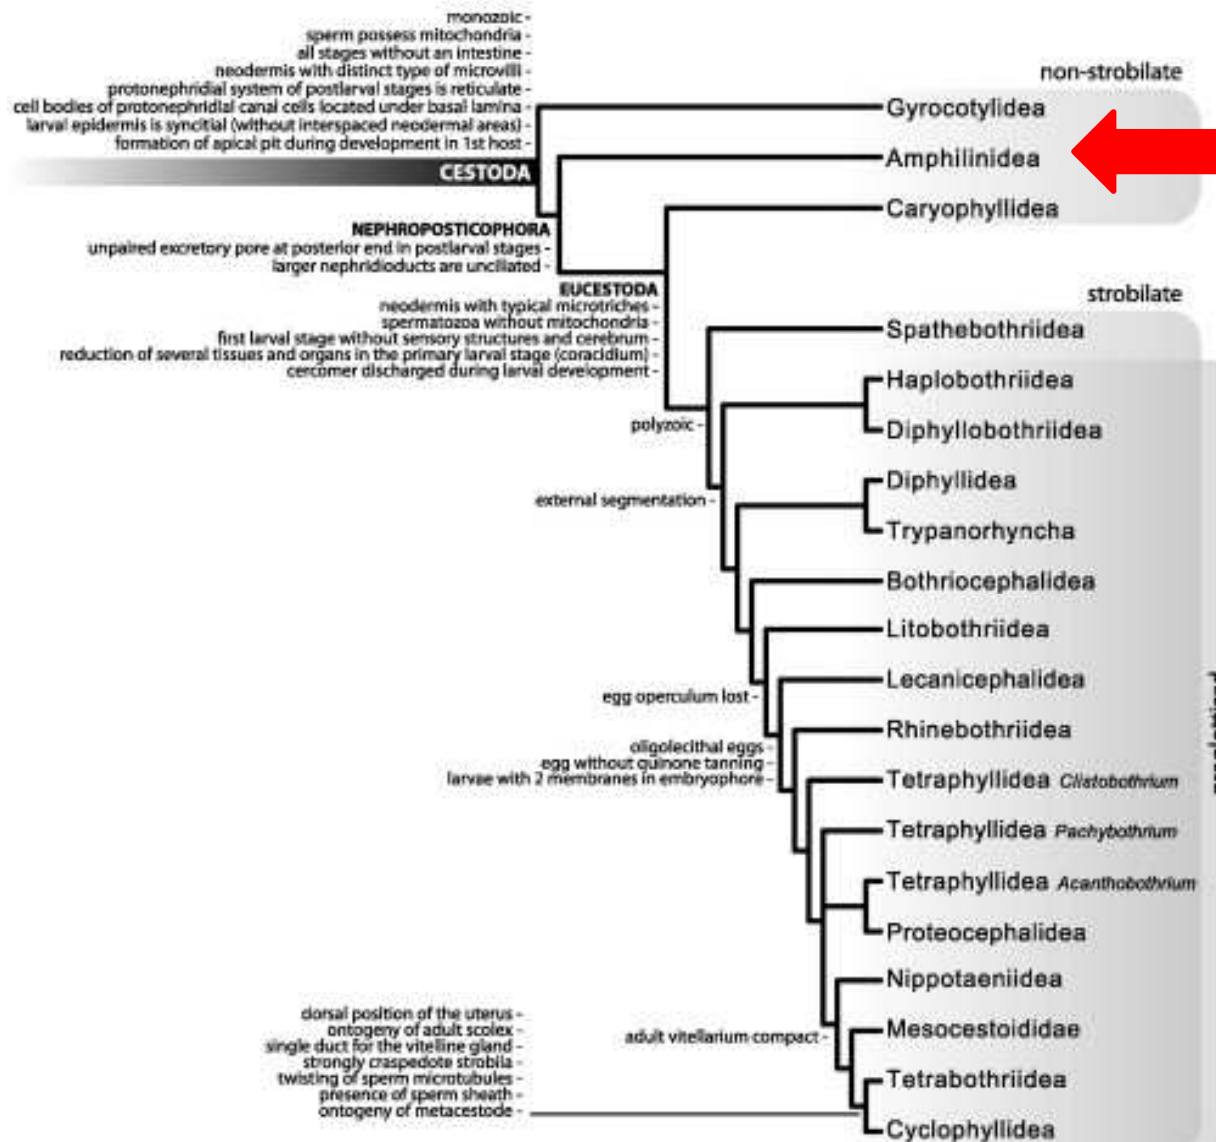 monozoic -
sperm possess mitochondria -
all stages without an intestine -
neodermis with distinct type of microvilli -
protonephridial system of postlarval stages is reticulate -
cell bodies of protonephridial canal cells located under basal lamina -
larval epidermis is syncitial (without interspaced neodermal areas) -
formation of apical pit during development in 1st host -
CESTODA
non-strobilate
Gyrocotylidea
Amphilinidea
Caryophyllidea
NEPHROPOSTICOPHORA
unpaired excretory pore at posterior end in postlarval stages -
larger nephridioducts are unciliated -
EUCESTODA
neodermis with typical microtriches -
spermatozoa without mitochondria -
first larval stage without sensory structures and cerebrum -
reduction of several tissues and organs in the primary larval stage (coracidium) -
cercomer discharged during larval development -
strobilate
Spathebothriidea
Haplobothriidea
polyzoic -
Diphyllobothriidea
Diphyllidea
external segmentation -
Trypanorhyncha
Bothriocephalidea
Litobothriidea
Lecanicephalidea
egg operculum lost -
Rhinebothriidea
oligolecithal eggs -
egg without quinone tanning -
larvae with 2 membranes in embryophore -
Tetraphyllidea Clistobothrium
Tetraphyllidea Pachybothrium
Tetraphyllidea Acanthobothrium
Proteocephalidea
Nippotaeniidea
dorsal position of the uterus -
ontogeny of adult scolex -
single duct for the vitelline gland -
strongly craspedote strobila -
twisting of sperm microtubules -
presence of sperm sheath -
ontogeny of metacestode -
adult vitellarium compact -
Mesocestoididae
Tetrabothriidea
Cyclophyllidea